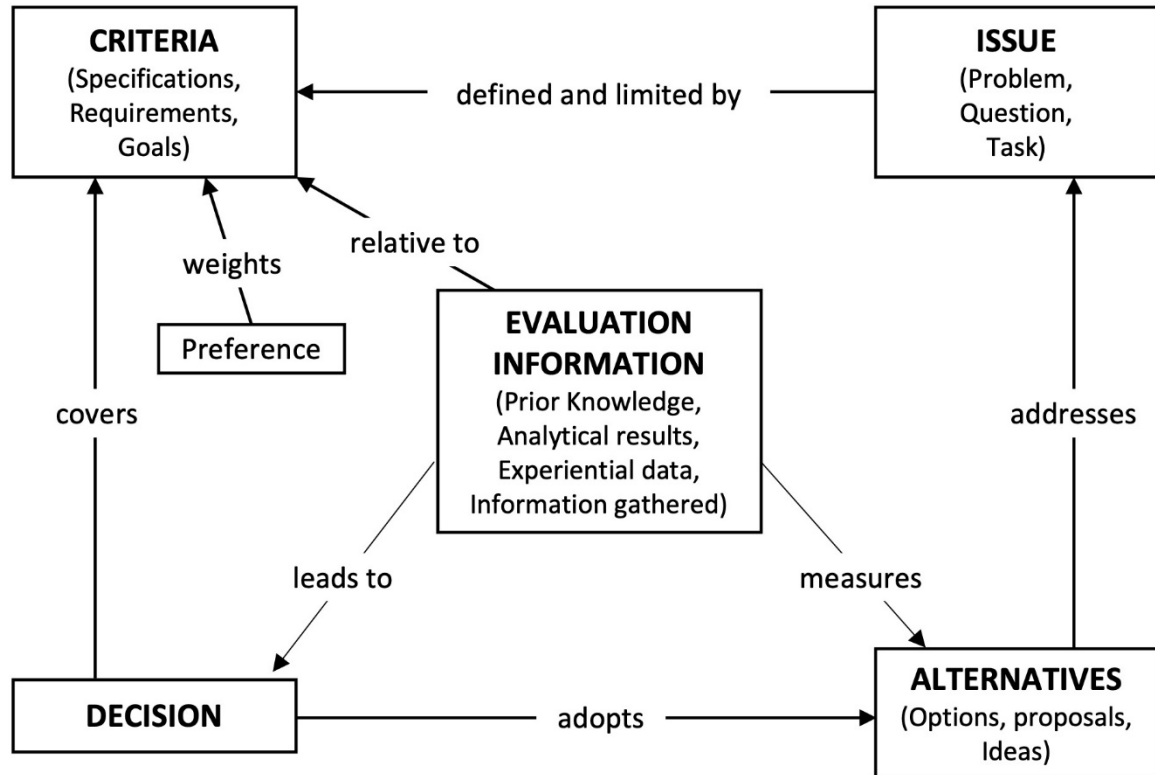 CRITERIA
(Specifications,
Requirements,
Goals)
defined and limited by
ISSUE
(Problem,
Question,
Task)
relative to
weights
Preference
EVALUATION
INFORMATION
(Prior Knowledge,
Analytical results,
Experiential data,
Information gathered)
covers
addresses
leads to
measures
DECISION
adopts
ALTERNATIVES
(Options, proposals,
Ideas)